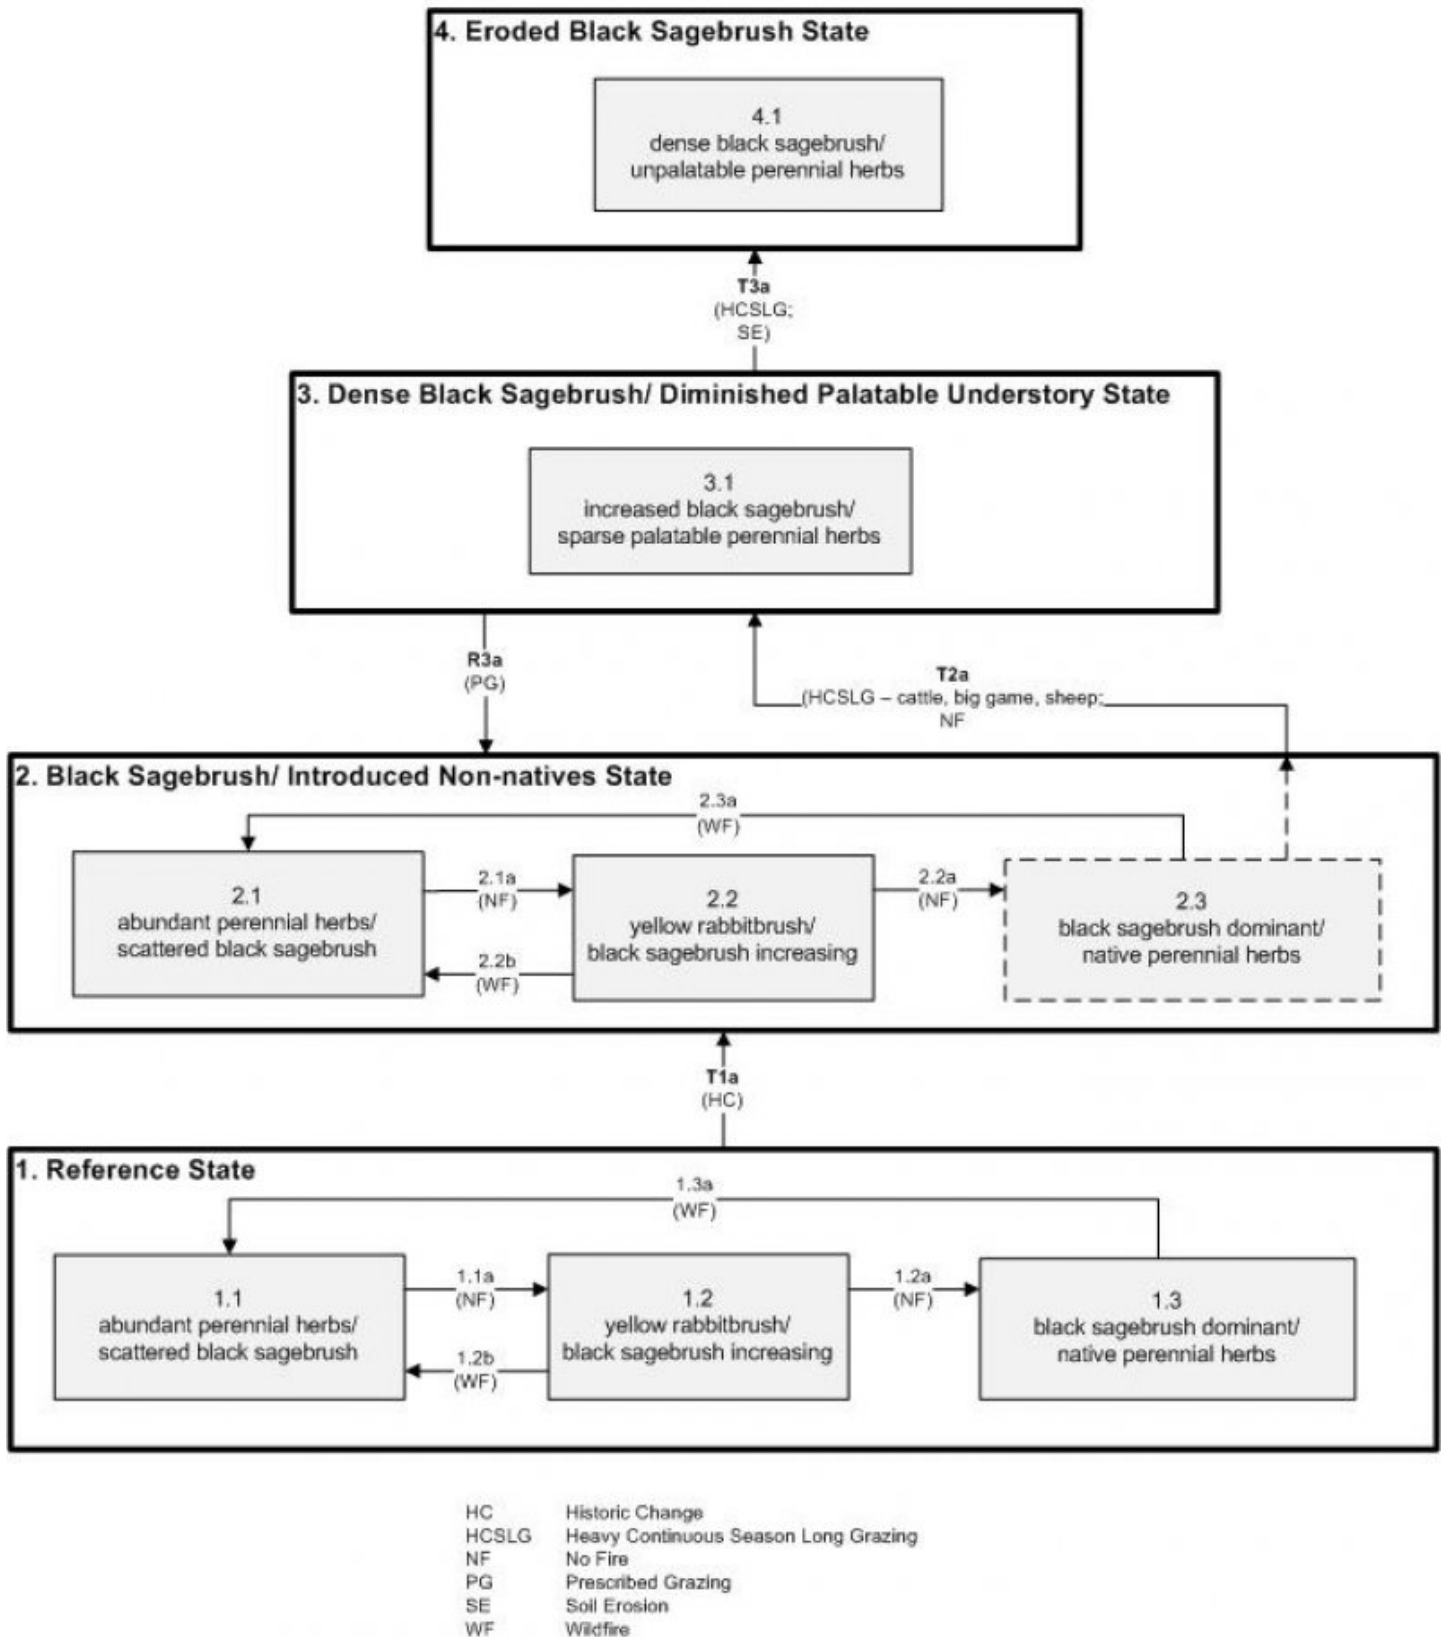 4. Eroded Black Sagebrush State
4.1
dense black sagebrush/
unpalatable perennial herbs
T3a
(HCSLG;
SE)
3. Dense Black Sagebrush/ Diminished Palatable Understory State
3.1
increased black sagebrush/
sparse palatable perennial herbs
R3a
(PG)
T2a
(HCSLG – cattle, big game, sheep;
NF
2. Black Sagebrush/ Introduced Non-natives State
2.3a
(WF)
2.1
abundant perennial herbs/
scattered black sagebrush
2.1a
(NF)
2.2b
(WF)
2.2
yellow rabbitbrush/
black sagebrush increasing
2.2a
(NF)
2.3
black sagebrush dominant/
native perennial herbs
T1a
(HC)
1. Reference State
1.3a
(WF)
1.1
abundant perennial herbs/
scattered black sagebrush
1.1a
(NF)
1.2b
(WF)
1.2
yellow rabbitbrush/
black sagebrush increasing
1.2a
(NF)
1.3
black sagebrush dominant/
native perennial herbs
HC Historic Change
HCSLG Heavy Continuous Season Long Grazing
NF No Fire
PG Prescribed Grazing
SE Soil Erosion
WF Wildfire